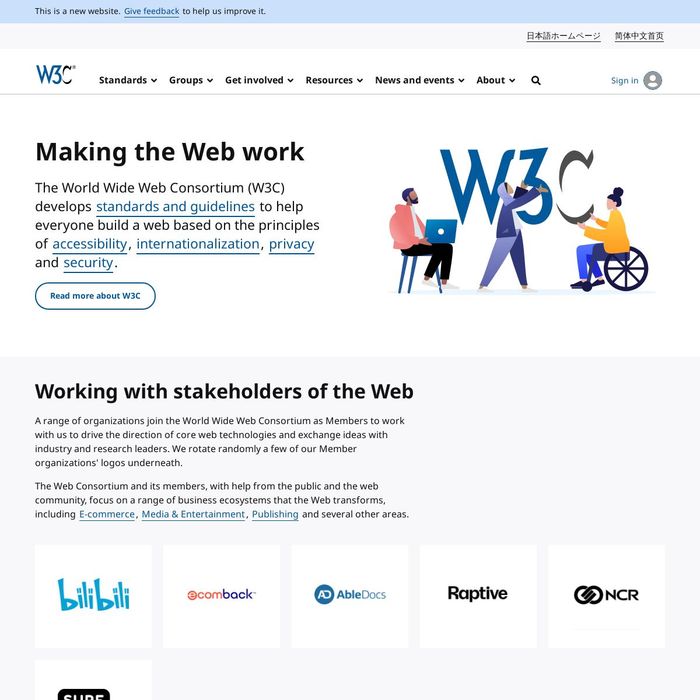 This is a new website. Give feedback to help us improve it.
日本語ホームページ 简体中文首页
W3C® Standards Groups Get involved Resources News and events About Sign in
Making the Web work
The World Wide Web Consortium (W3C)
develops standards and guidelines to help
everyone build a web based on the principles
of accessibility, internationalization, privacy
and security.
Read more about W3C
W3C
Working with stakeholders of the Web
A range of organizations join the World Wide Web Consortium as Members to work
with us to drive the direction of core web technologies and exchange ideas with
industry and research leaders. We rotate randomly a few of our Member
organizations' logos underneath.
The Web Consortium and its members, with help from the public and the web
community, focus on a range of business ecosystems that the Web transforms,
including E-commerce, Media & Entertainment, Publishing and several other areas.
bilibili ecomback AD AbleDocs Raptive NCR